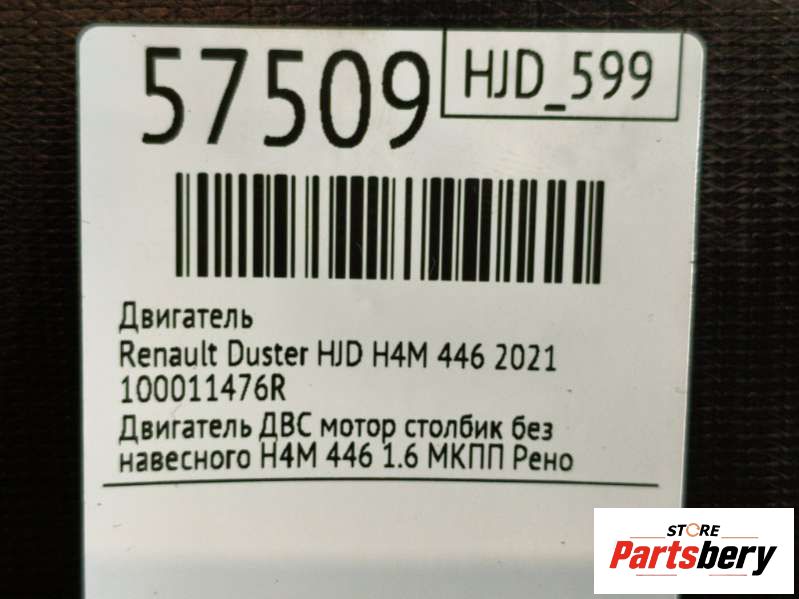 57509
HJD_599
Двигатель
Renault Duster HJD H4M 446 2021
100011476R
Двигатель ДВС мотор столбик без
навесного H4M 446 1.6 МКПП Рено
STORE
Partsbery